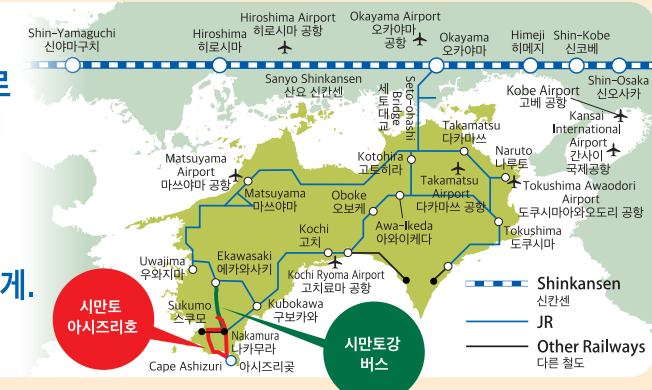 Shin-Yamaguchi
신야마구치
Hiroshima
히로시마
Hiroshima Airport
히로시마 공항
Okayama Airport
오카야마
공항
Okayama
오카야마
Himeji
히메지
Shin-Kobe
신코베
로
Sanyo Shinkansen
산요 신칸센
Seto-ohashi
Bridge
세토대교
Kobe Airport
고베 공항
Shin-Osaka
신오사카
Kansai
International
Airport
간사이
국제공항
Matsuyama
Airport
마쓰야마 공항
Matsuyama
마쓰야마
Kotohira
고토히라
Takamatsu
다카마쓰
Naruto
나루토
Takamatsu
Airport
다카마쓰 공항
Tokushima Awaodori
Airport
도쿠시마아와오도리 공항
Oboke
오보케
Awa-Ikeda
아와이케다
Tokushima
도쿠시마
Kochi
고치
Uwajima
우와지마
Ekawasaki
에카와사키
Kochi Ryoma Airport
고치료마 공항
게.
시만토
아시즈리호
Sukumo
스쿠모
Kubokawa
구보카와
Nakamura
나카무라
Cape Ashizuri
아시즈리곶
시만토강
버스
Shinkansen
신칸센
JR
Other Railways
다른 철도